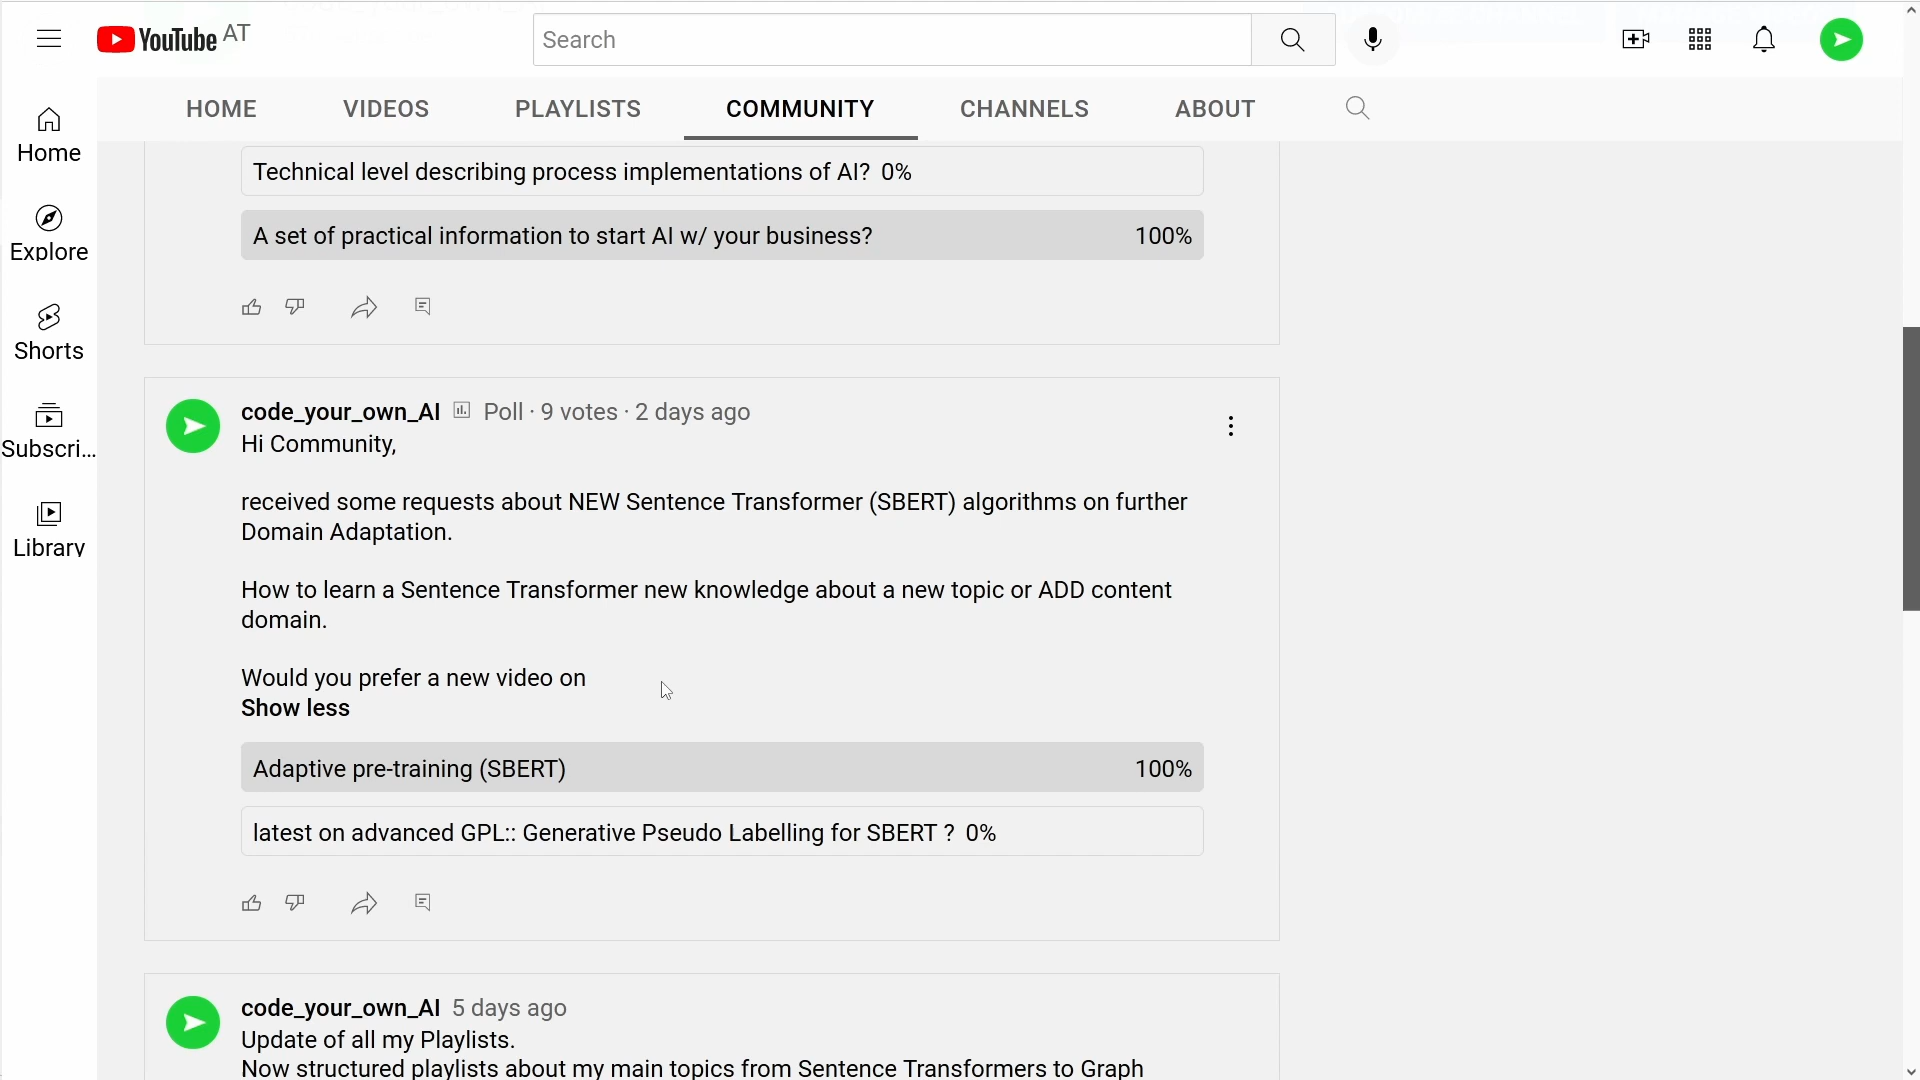 YouTube AT
Search
Home
Explore
Shorts
Subscri...
Library
HOME VIDEOS PLAYLISTS COMMUNITY CHANNELS ABOUT
Technical level describing process implementations of AI? 0%
A set of practical information to start AI w/ your business? 100%
code_your_own_AI Poll · 9 votes · 2 days ago
Hi Community,
received some requests about NEW Sentence Transformer (SBERT) algorithms on further
Domain Adaptation.
How to learn a Sentence Transformer new knowledge about a new topic or ADD content
domain.
Would you prefer a new video on
Show less
Adaptive pre-training (SBERT) 100%
latest on advanced GPL:: Generative Pseudo Labelling for SBERT ? 0%
code_your_own_AI 5 days ago
Update of all my Playlists.
Now structured playlists about my main topics from Sentence Transformers to Graph